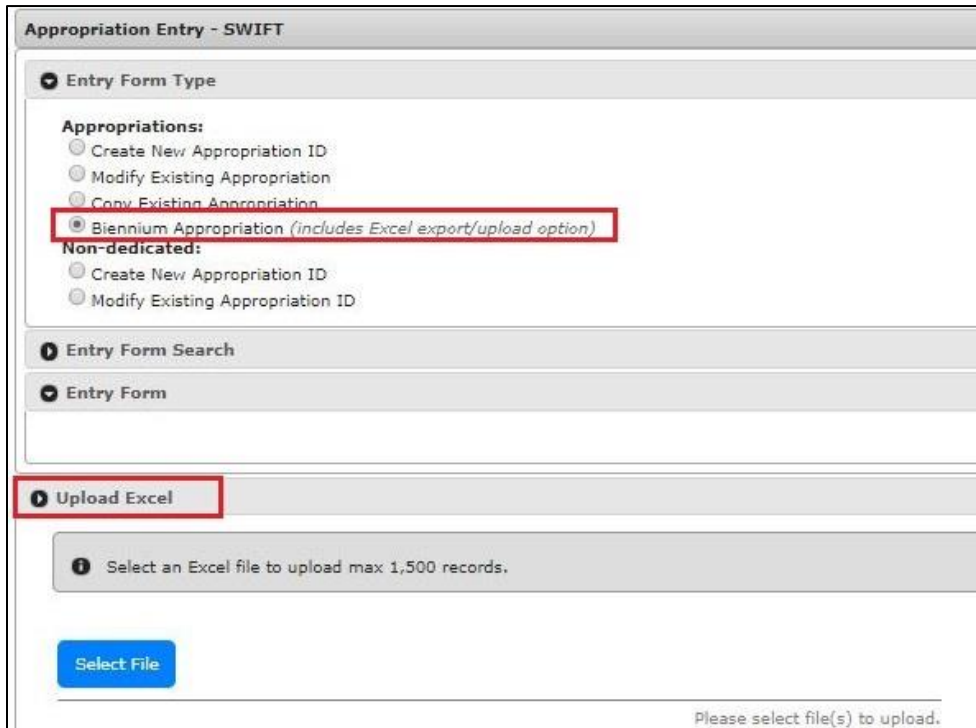 Appropriation Entry - SWIFT
Entry Form Type
Appropriations:
Create New Appropriation ID
Modify Existing Appropriation
Copy Existing Appropriation
Biennium Appropriation (includes Excel export/upload option)
Non-dedicated:
Create New Appropriation ID
Modify Existing Appropriation ID
Entry Form Search
Entry Form
Upload Excel
Select an Excel file to upload max 1,500 records.
Select File
Please select file(s) to upload.